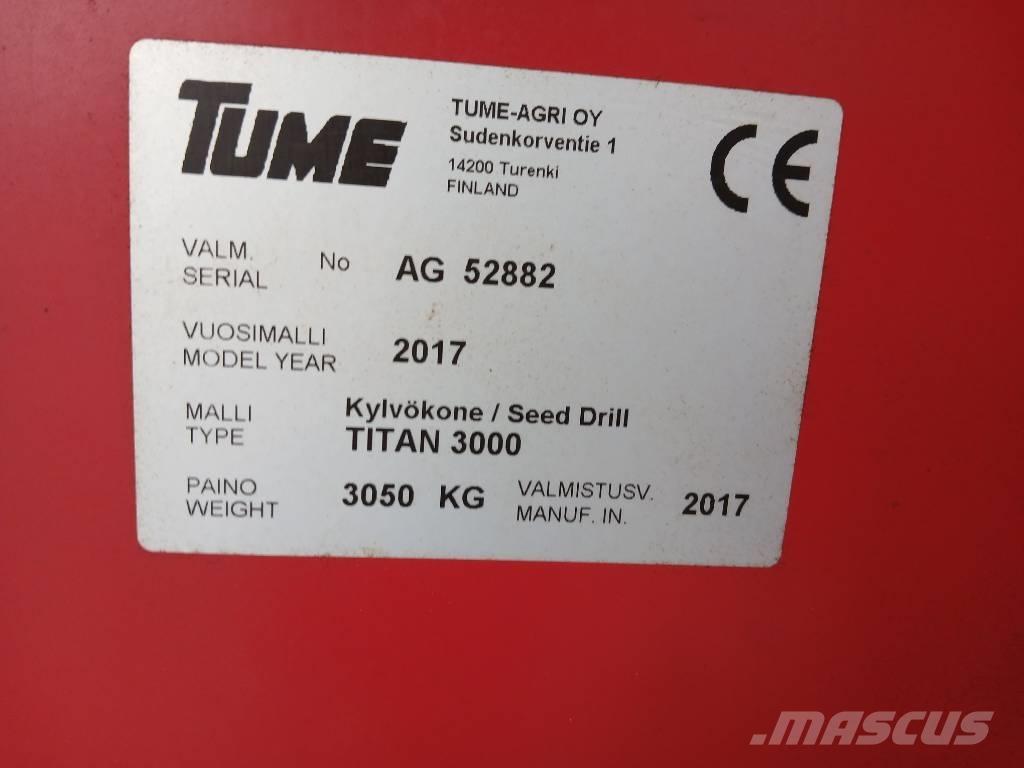 TUME
TUME-AGRI OY
Sudenkorventie 1
14200 Turenki
FINLAND
CE
VALM. No AG 52882
SERIAL
VUOSIMALLI 2017
MODEL YEAR
MALLI Kylvökone / Seed Drill
TYPE TITAN 3000
PAINO 3050 KG VALMISTUSV. 2017
WEIGHT MANUF. IN.
MASCUS